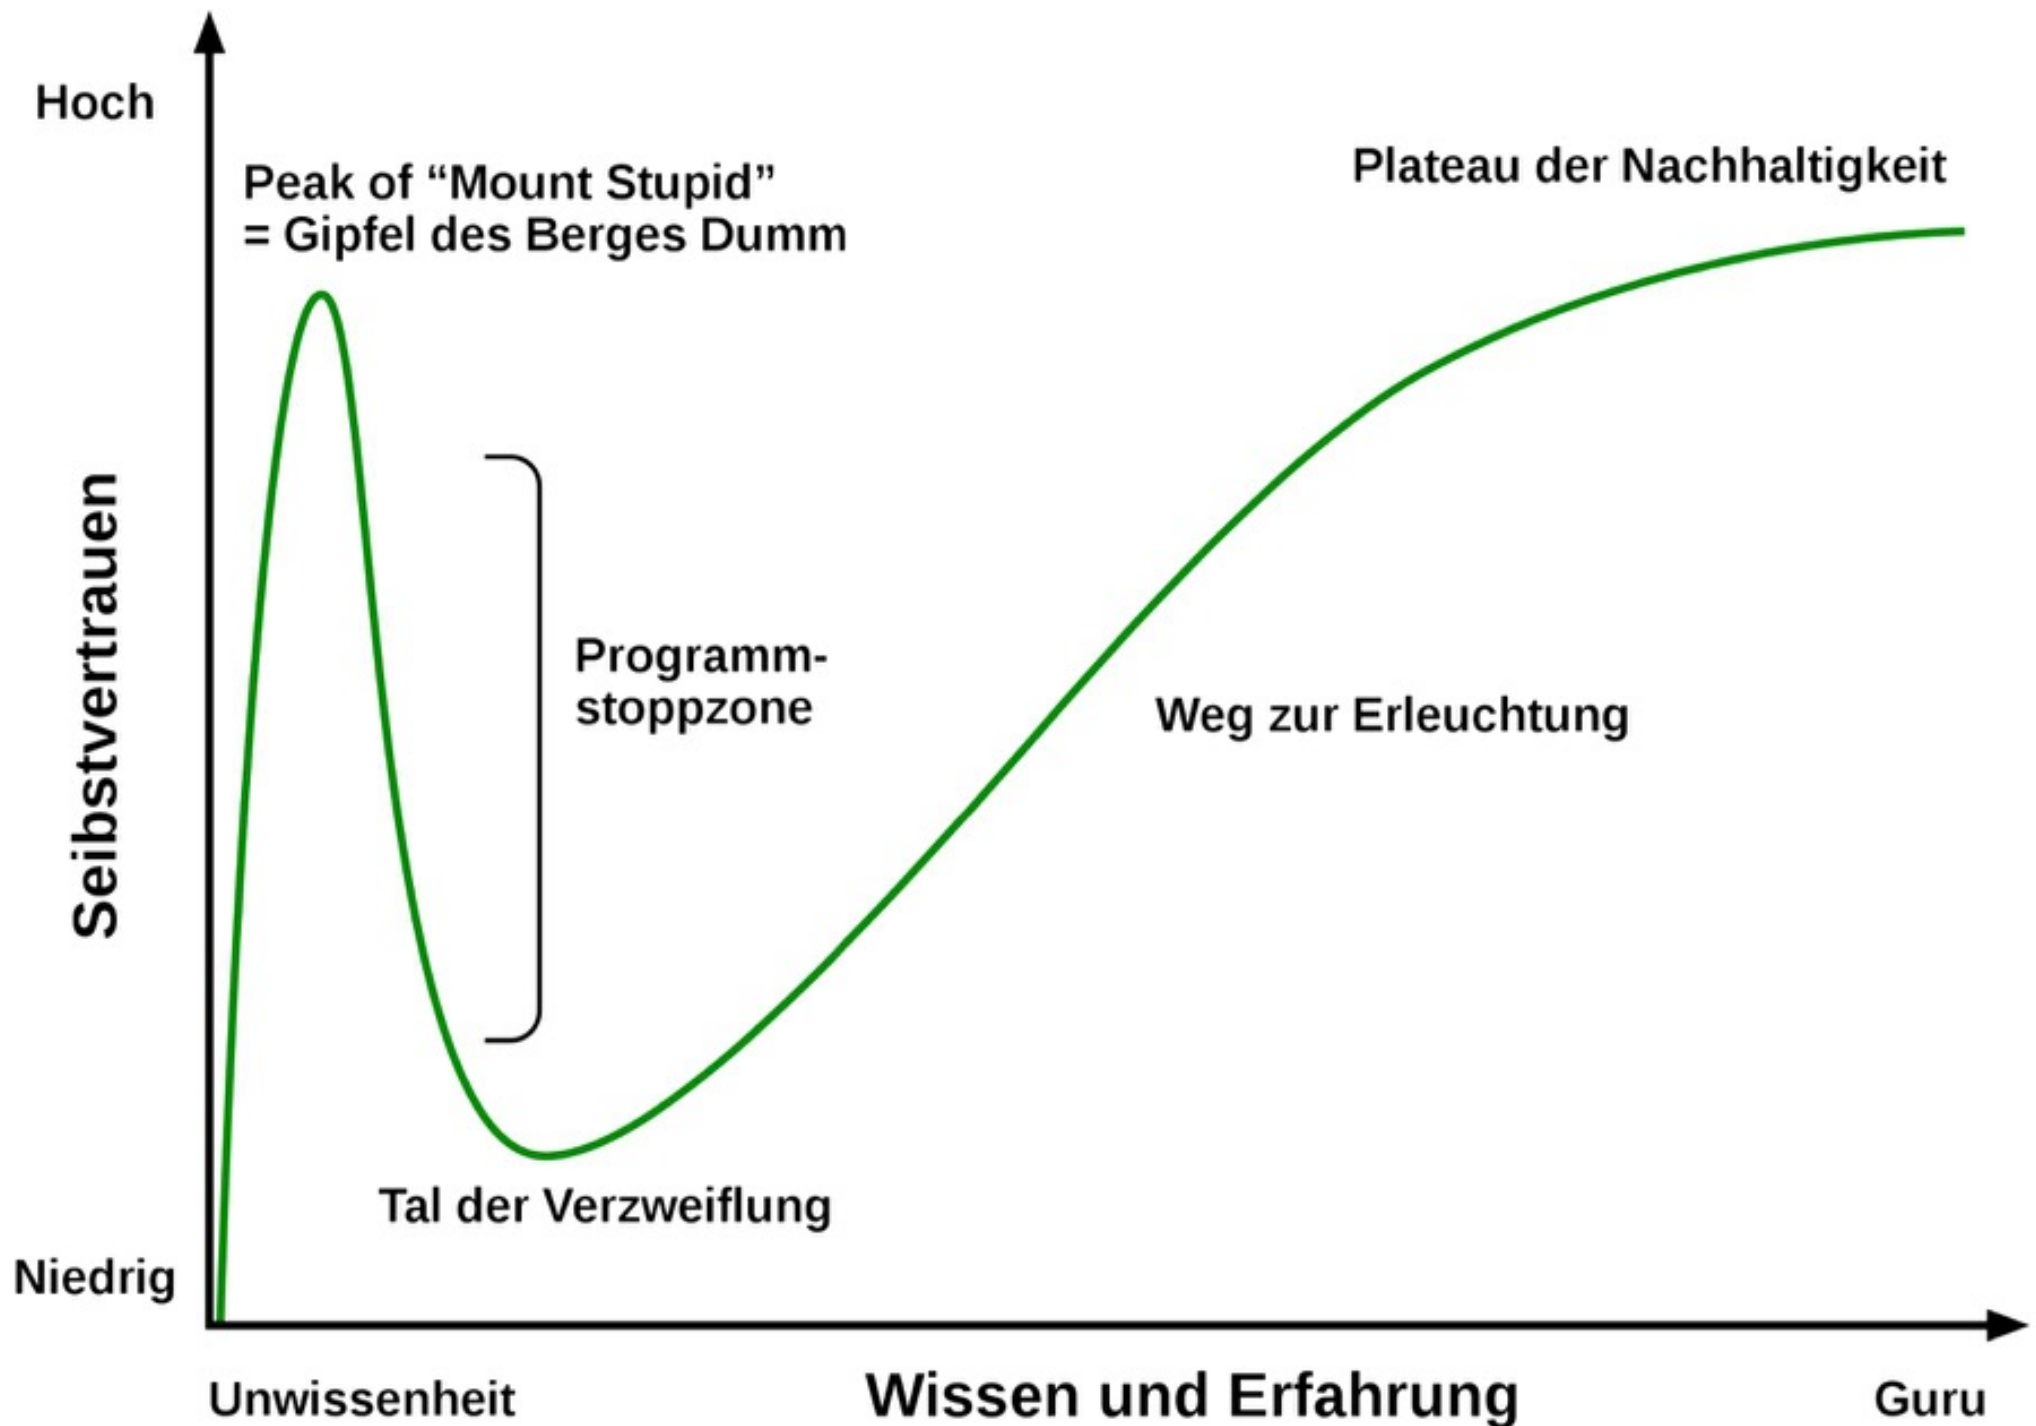 Hoch
Peak of “Mount Stupid”
= Gipfel des Berges Dumm
Plateau der Nachhaltigkeit
Seibstvertrauen
Programm-
stoppzone
Weg zur Erleuchtung
Tal der Verzweiflung
Niedrig
Unwissenheit
Wissen und Erfahrung
Guru